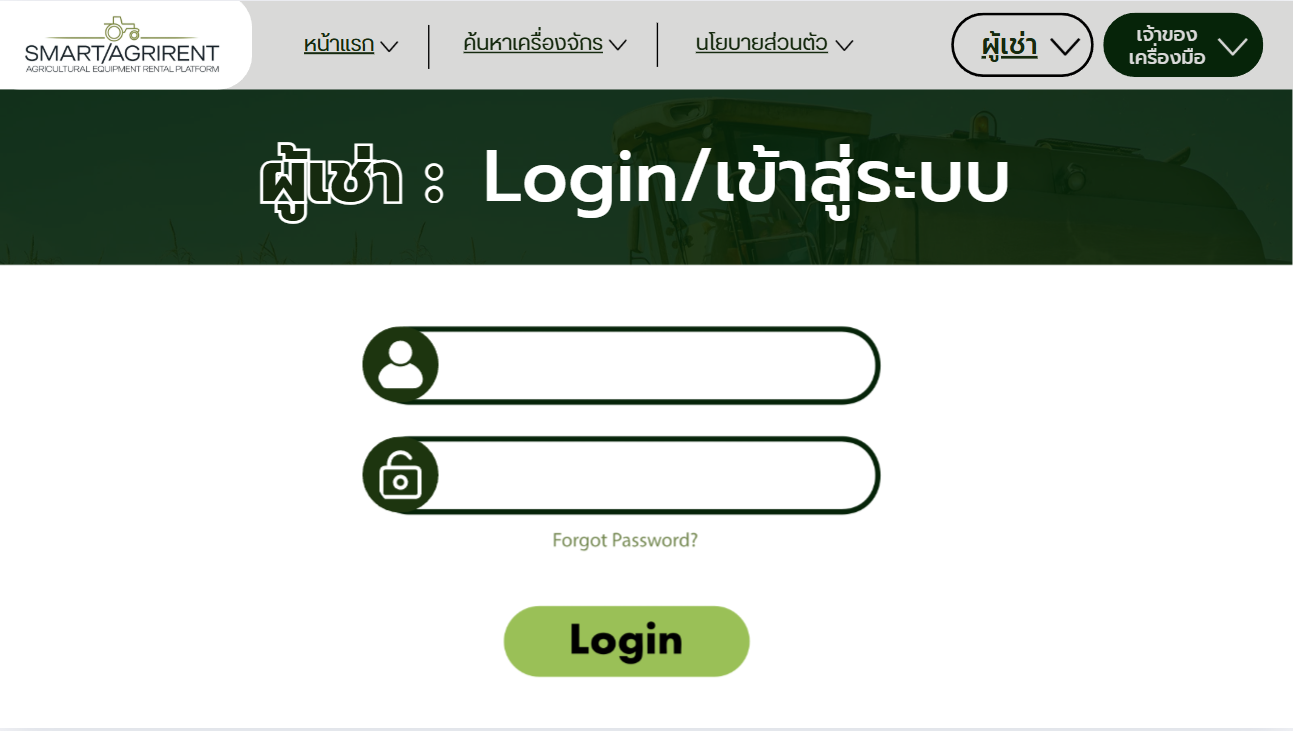 SMART/AGRIRENT
AGRICULTURAL EQUIPMENT RENTAL PLATFORM
หน้าแรก
ค้นหาเครื่องจักร
นโยบายส่วนตัว
ผู้เช่า
เจ้าของ
เครื่องมือ
ผู้เช่า : Login/เข้าสู่ระบบ
Forgot Password?
Login